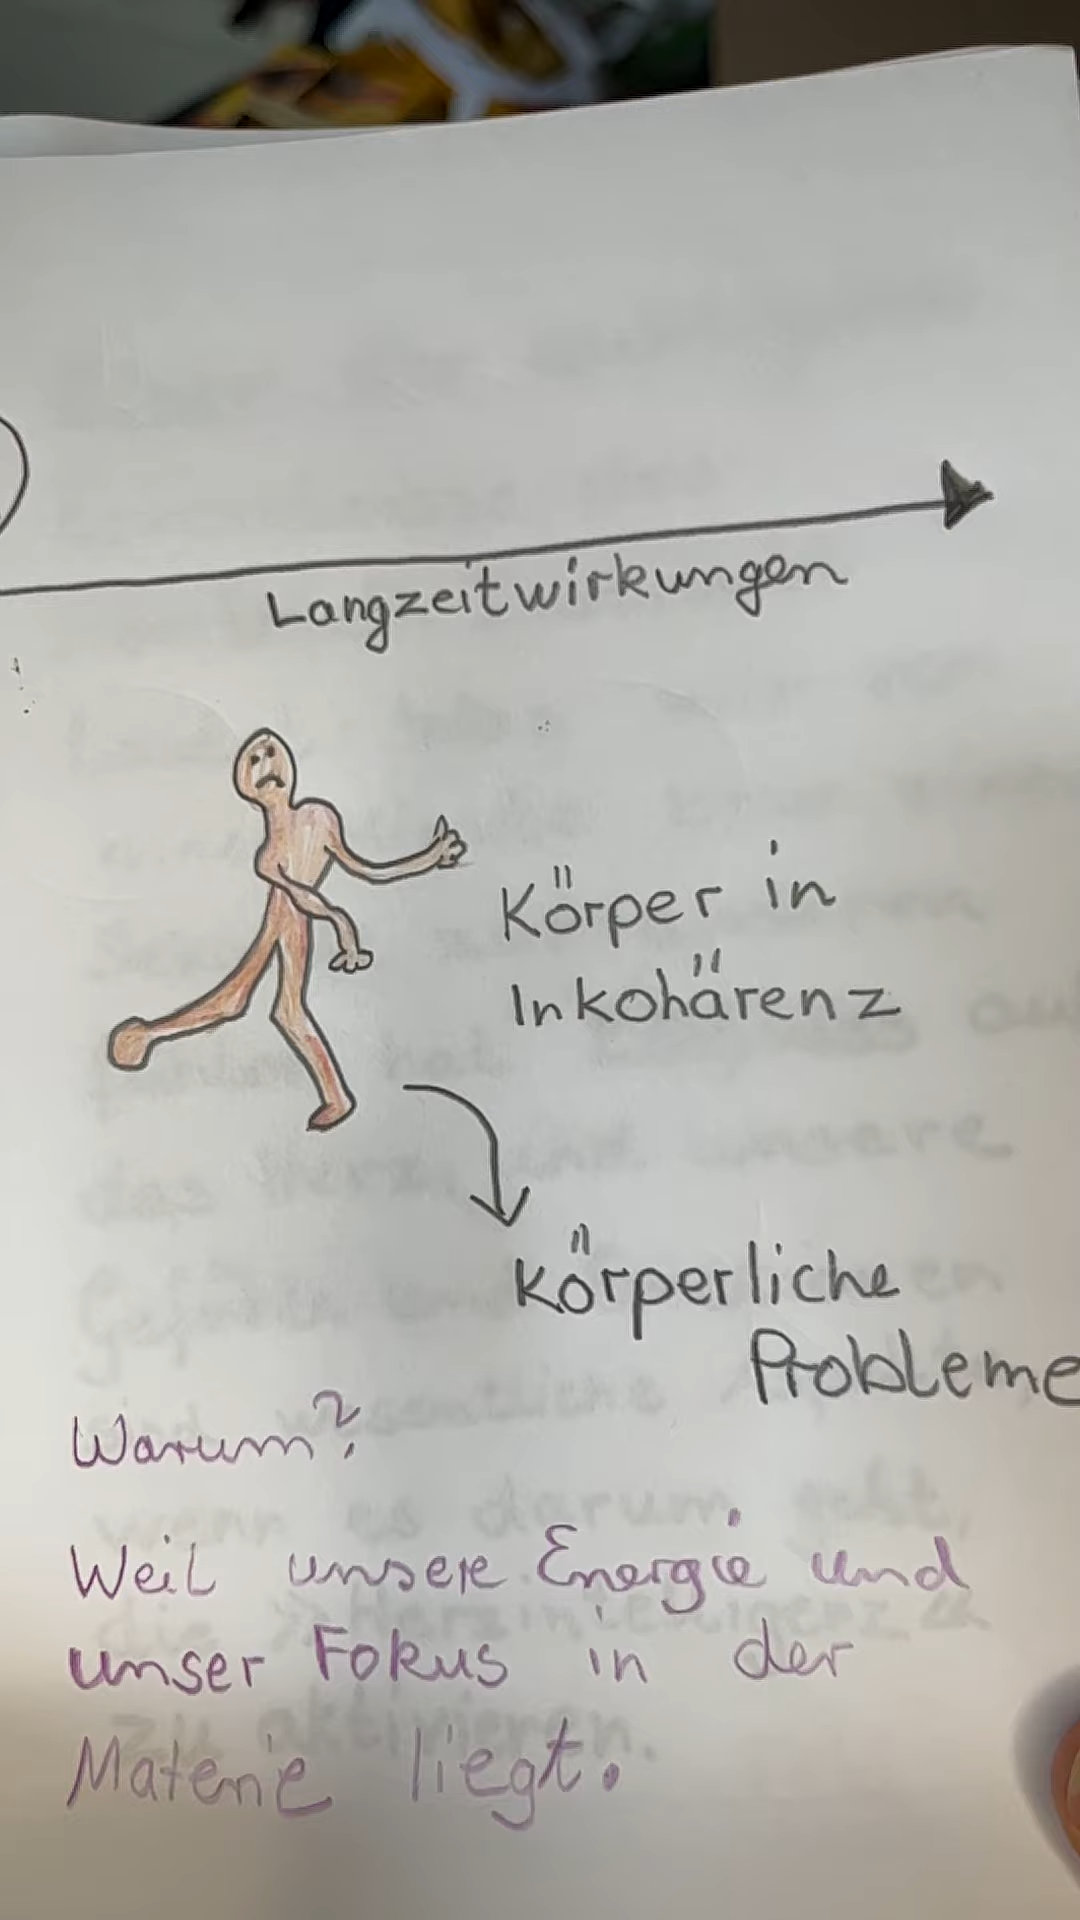 Langzeitwirkungen
Körper in
Inkohärenz
körperliche
Probleme
Warum?
Weil unsere Energie und
unser Fokus in der
Materie liegt.